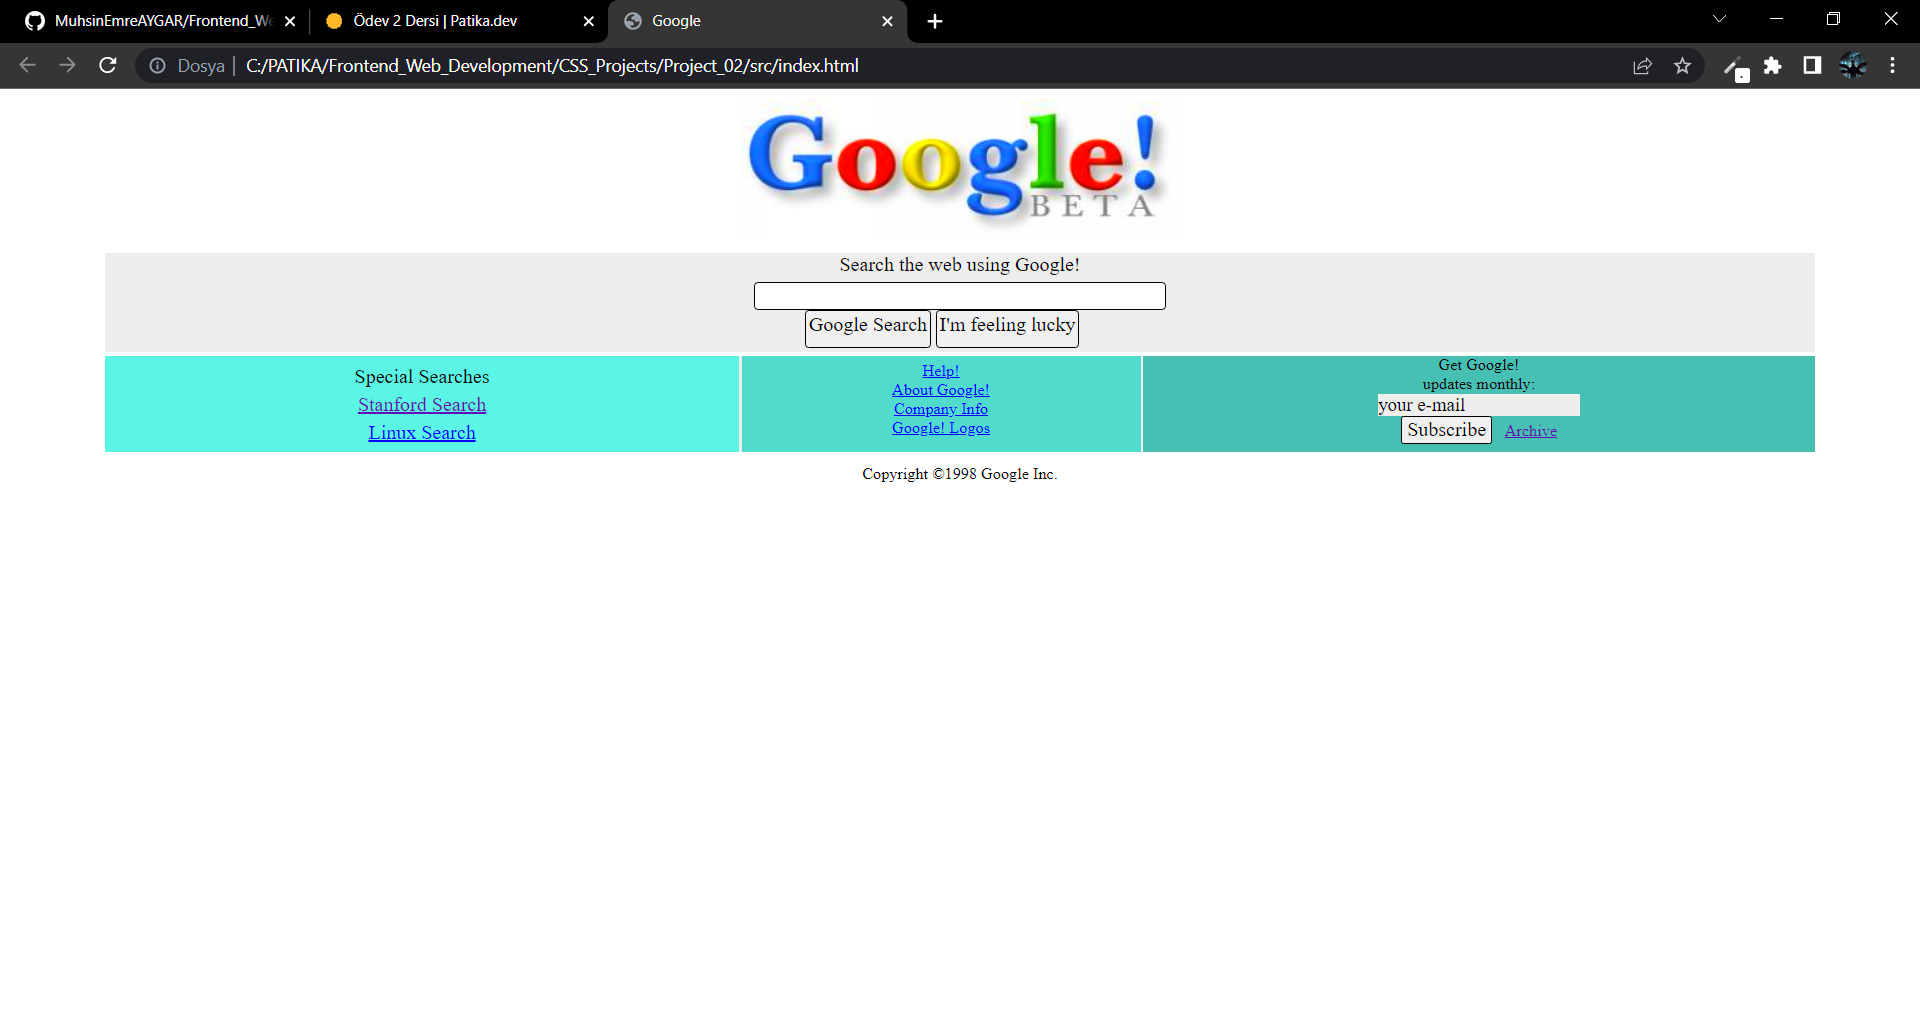 MuhsinEmreAYGAR/Frontend_We
Ödev 2 Dersi | Patika.dev
Google
Dosya | C:/PATIKA/Frontend_Web_Development/CSS_Projects/Project_02/src/index.html
Google!
BETA
Search the web using Google!
Google Search I'm feeling lucky
Special Searches
Stanford Search
Linux Search
Help!
About Google!
Company Info
Google! Logos
Get Google!
updates monthly:
your e-mail
Subscribe Archive
Copyright ©1998 Google Inc.